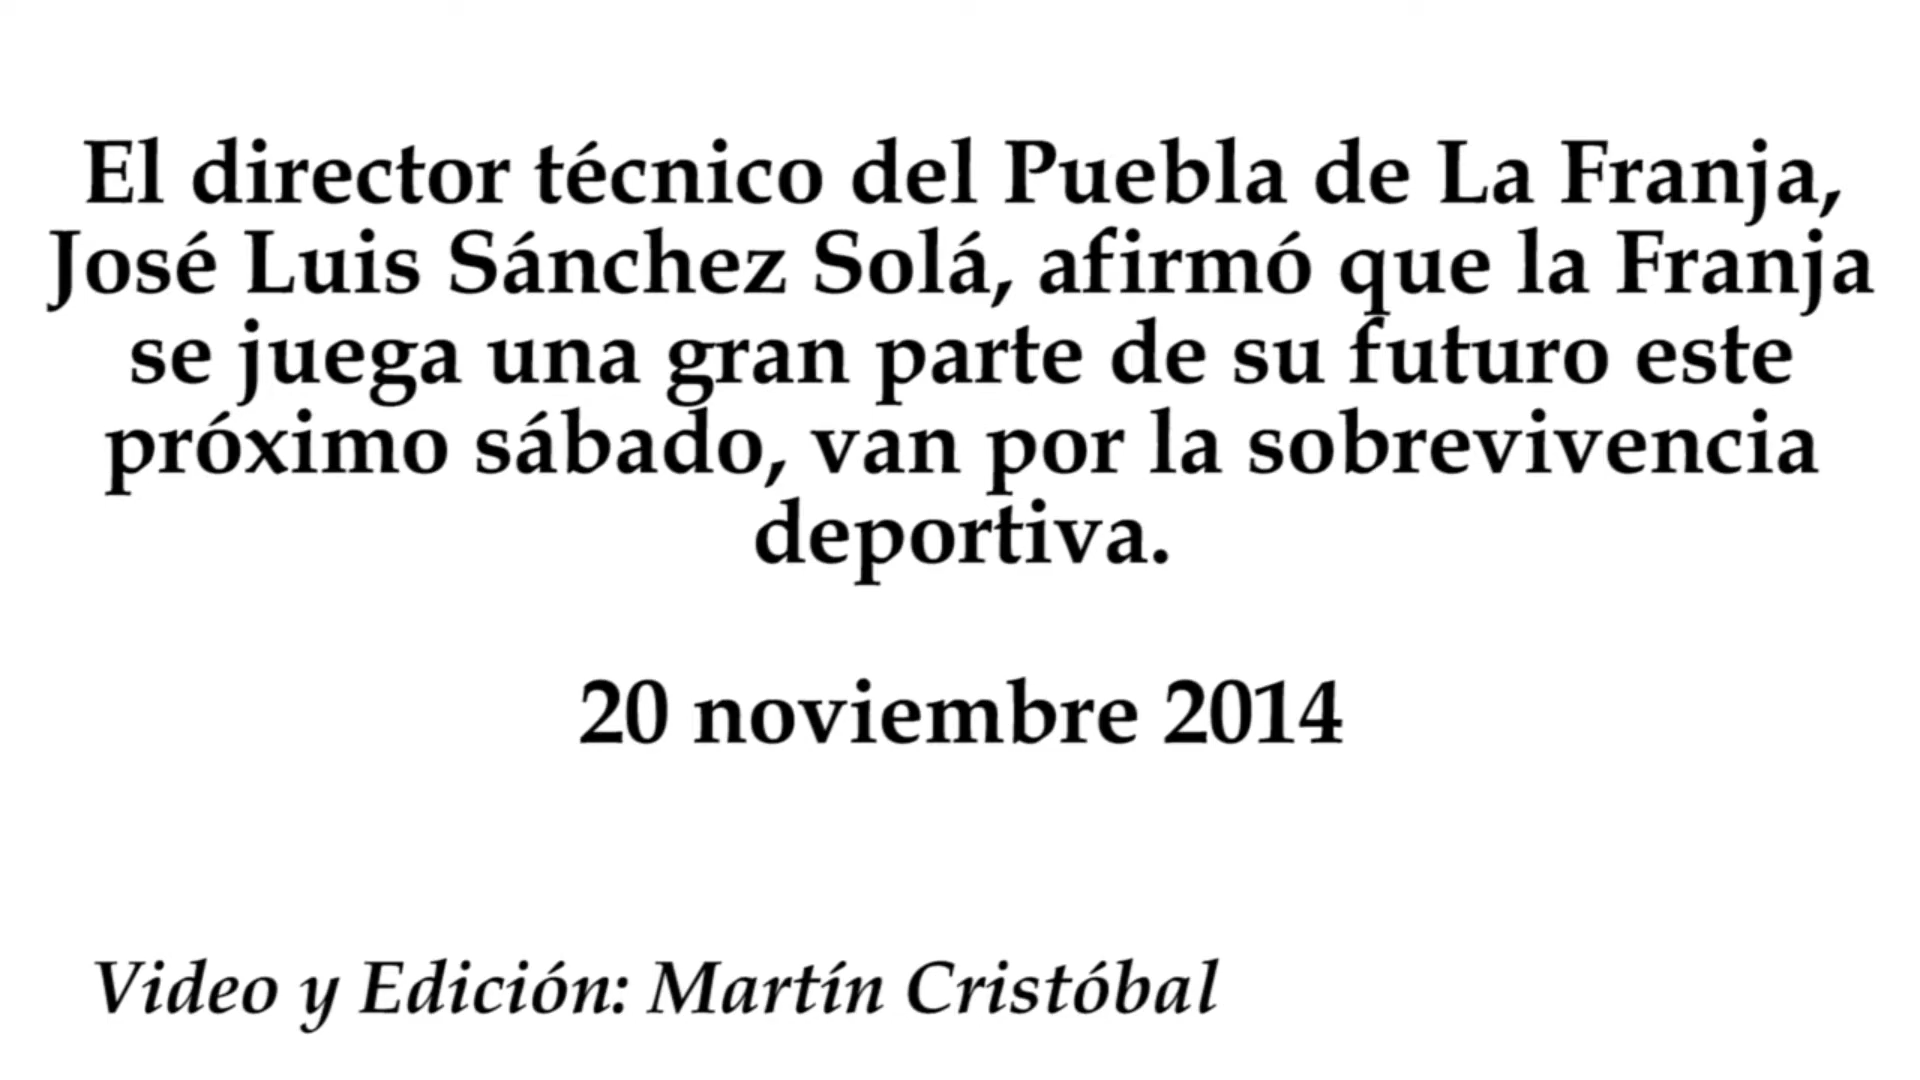 El director técnico del Puebla de La Franja,
José Luis Sánchez Solá, afirmó que la Franja
se juega una gran parte de su futuro este
próximo sábado, van por la sobrevivencia
deportiva.
20 noviembre 2014
Video y Edición: Martín Cristóbal